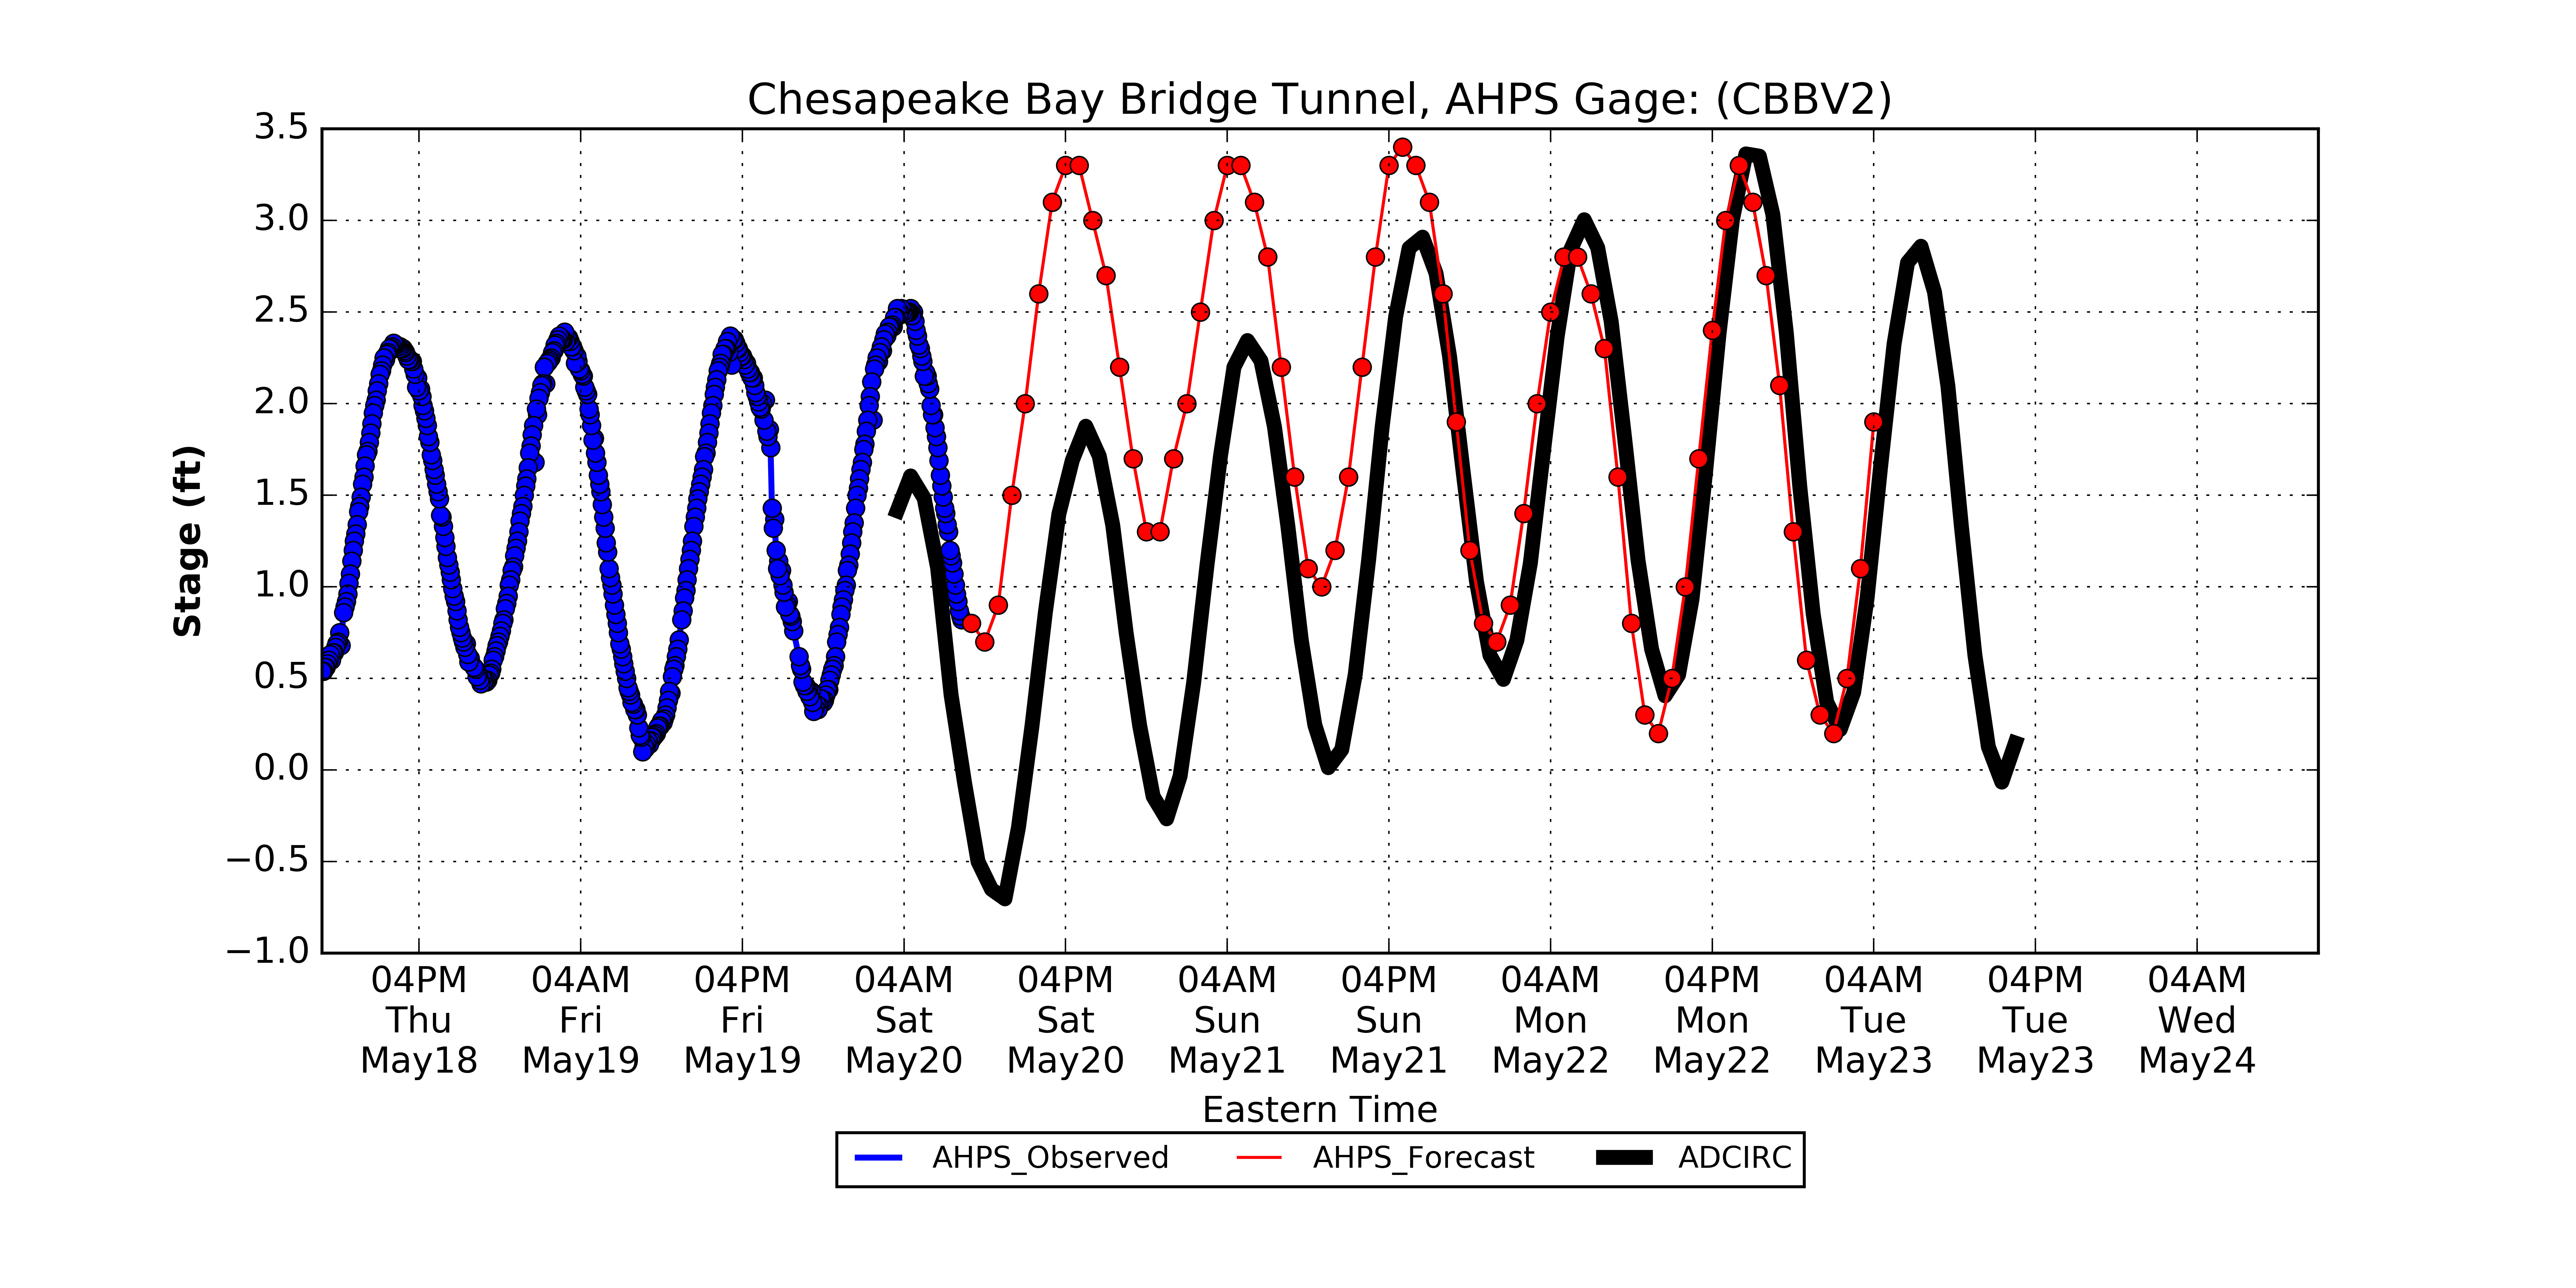 Chesapeake Bay Bridge Tunnel, AHPS Gage: (CBBV2)
3.5
3.0
2.5
2.0
1.5
1.0
0.5
0.0
−0.5
−1.0
Stage (ft)
04PM 04AM 04PM 04AM 04PM 04AM 04PM 04AM 04PM 04AM 04PM 04AM
Thu Fri Fri Sat Sat Sun Sun Mon Mon Tue Tue Wed
May18 May19 May19 May20 May20 May21 May21 May22 May22 May23 May23 May24
Eastern Time
AHPS_Observed AHPS_Forecast ADCIRC